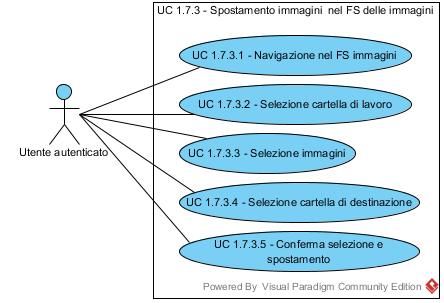 UC 1.7.3 - Spostamento immagini nel FS delle immagini
UC 1.7.3.1 - Navigazione nel FS immagini
UC 1.7.3.2 - Selezione cartella di lavoro
Utente autenticato
UC 1.7.3.3 - Selezione immagini
UC 1.7.3.4 - Selezione cartella di destinazione
UC 1.7.3.5 - Conferma selezione e
spostamento
Powered By Visual Paradigm Community Edition